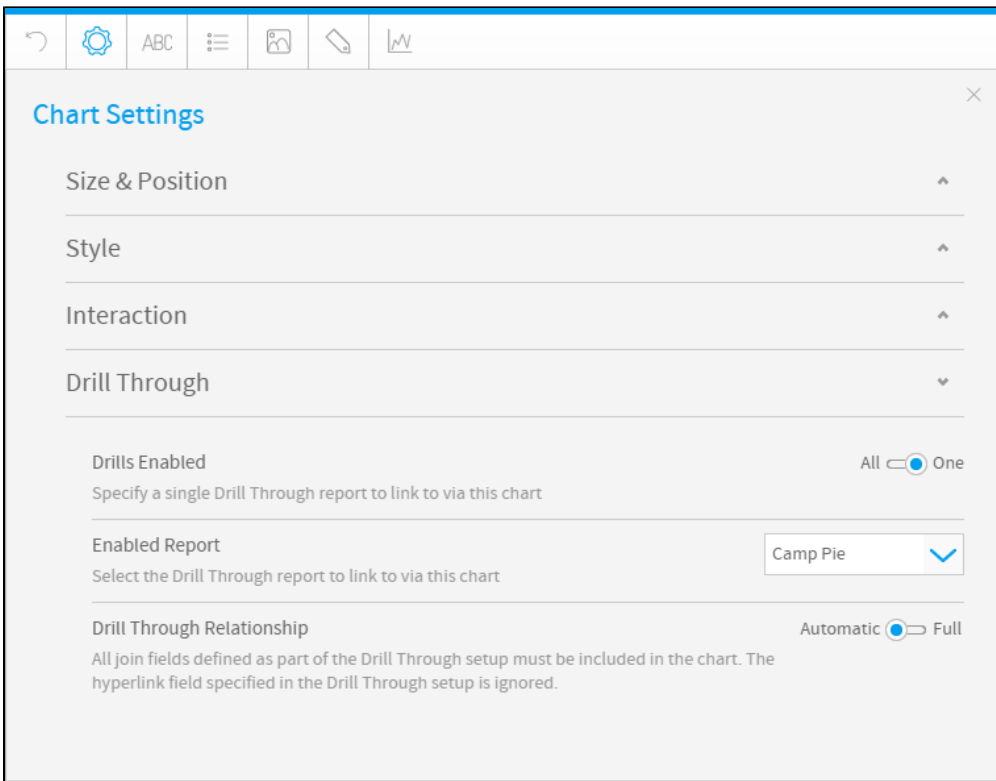 ABC
Chart Settings
Size & Position
Style
Interaction
Drill Through
Drills Enabled
All One
Specify a single Drill Through report to link to via this chart
Enabled Report
Camp Pie
Select the Drill Through report to link to via this chart
Drill Through Relationship
Automatic Full
All join fields defined as part of the Drill Through setup must be included in the chart. The
hyperlink field specified in the Drill Through setup is ignored.